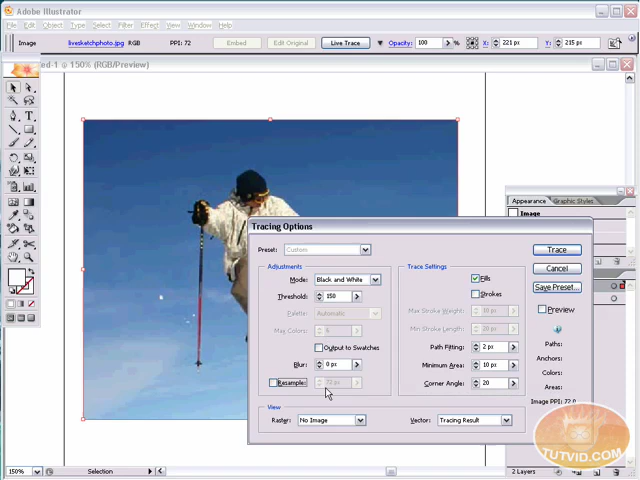 Adobe Illustrator
File Edit Object Type Select Filter Effect View Window Help
Image livesketchphoto.jpg RGB PPI: 72 Embed Edit Original Live Trace Opacity: 100 % X: 221 px Y: 215 px
ed-1 @ 150% (RGB/Preview)
Appearance Graphic Styles
Image
Tracing Options
Preset: Custom
Trace
Cancel
Save Preset...
Preview
Adjustments
Mode: Black and White
Threshold: 150
Palette: Automatic
Max Colors: 6
Output to Swatches
Blur: 0 px
Resample: 72 px
Trace Settings
Fills
Strokes
Max Stroke Weight: 10 px
Min Stroke Length: 20 px
Path Fitting: 2 px
Minimum Area: 10 px
Corner Angle: 20
Paths:
Anchors:
Colors:
Areas:
Image PPI: 72.0
View
Raster: No Image Vector: Tracing Result
TUTVID.COM
150% Selection
2 Layers